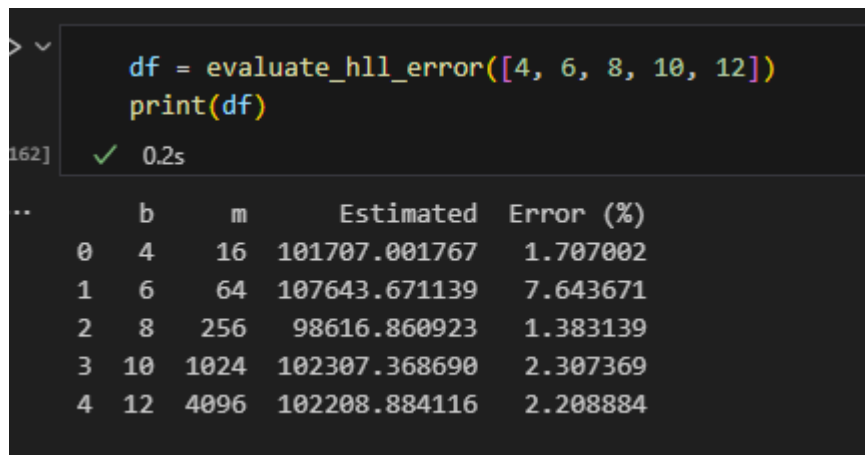 df = evaluate_hll_error([4, 6, 8, 10, 12])
print(df)
162] ✓ 0.2s
... b m Estimated Error (%)
0 4 16 101707.001767 1.707002
1 6 64 107643.671139 7.643671
2 8 256 98616.860923 1.383139
3 10 1024 102307.368690 2.307369
4 12 4096 102208.884116 2.208884